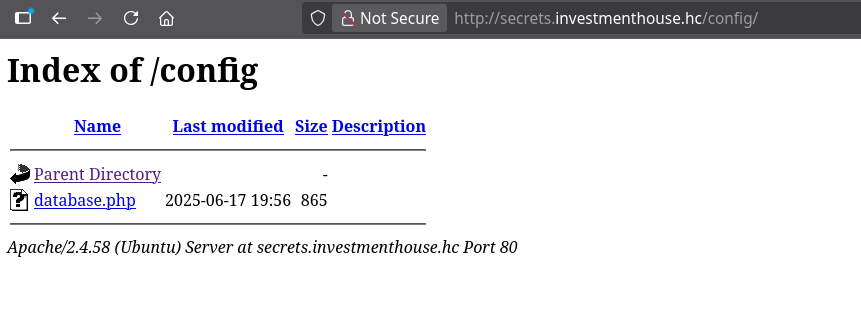 Not Secure http://secrets.investmenthouse.hc/config/
Index of /config
Name Last modified Size Description
Parent Directory -
database.php 2025-06-17 19:56 865
Apache/2.4.58 (Ubuntu) Server at secrets.investmenthouse.hc Port 80